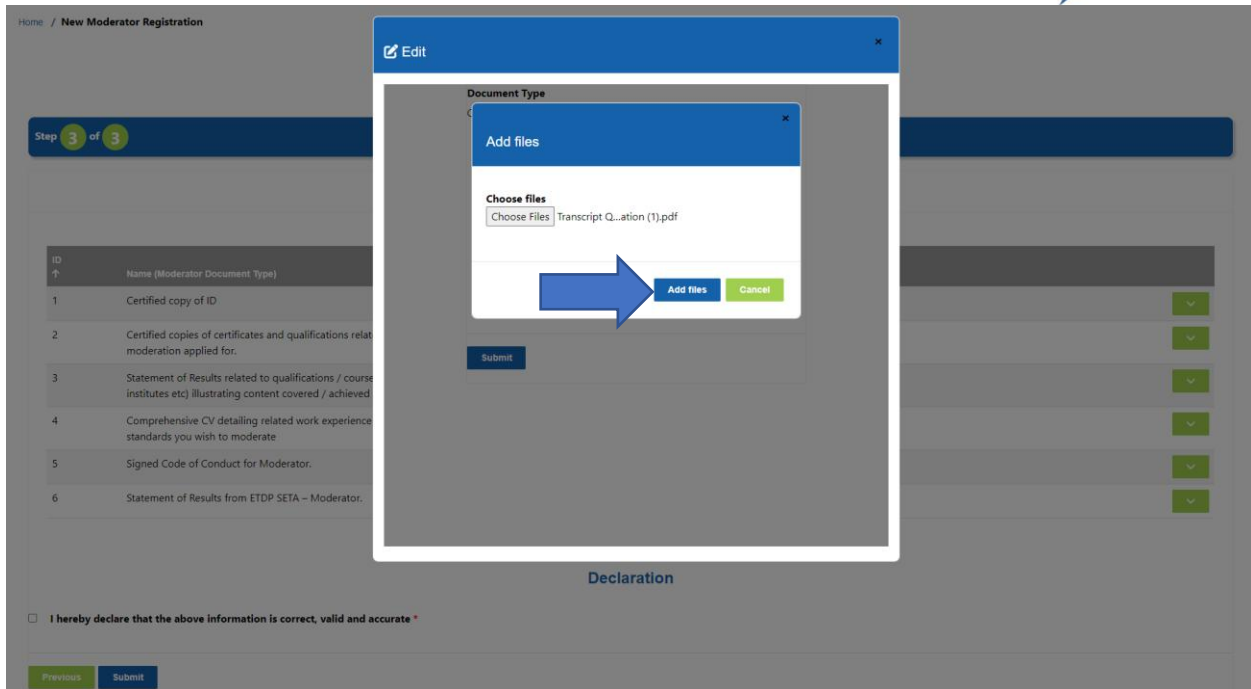 Home / New Moderator Registration
Edit
×
Document Type
Step 3 of 3
Add files
×
Choose files
Choose Files Transcript Q...ation (1).pdf
Add files Cancel
Submit
ID
Name (Moderator Document Type)
1 Certified copy of ID
2 Certified copies of certificates and qualifications relat
moderation applied for.
3 Statement of Results related to qualifications / course
institutes etc) illustrating content covered / achieved
4 Comprehensive CV detailing related work experience
standards you wish to moderate
5 Signed Code of Conduct for Moderator.
6 Statement of Results from ETDP SETA – Moderator.
Declaration
I hereby declare that the above information is correct, valid and accurate *
Previous Submit